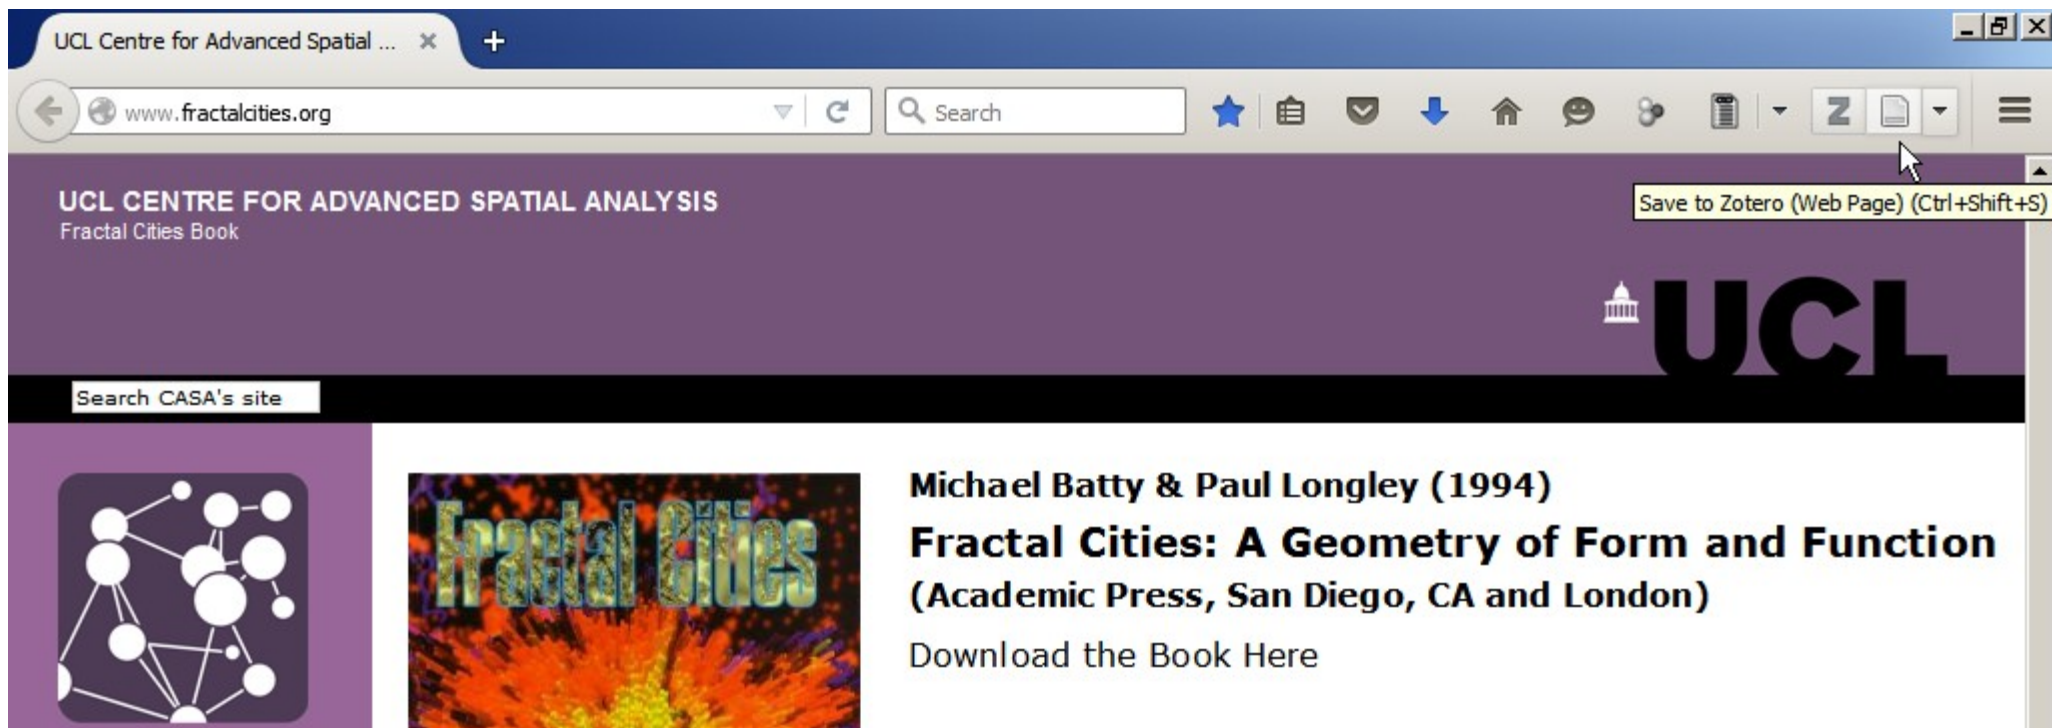 UCL Centre for Advanced Spatial ...
www.fractalcities.org
Search
Z
Save to Zotero (Web Page) (Ctrl+Shift+S)
UCL CENTRE FOR ADVANCED SPATIAL ANALYSIS
Fractal Cities Book
UCL
Search CASA's site
Fractal Cities
Michael Batty & Paul Longley (1994)
Fractal Cities: A Geometry of Form and Function
(Academic Press, San Diego, CA and London)
Download the Book Here